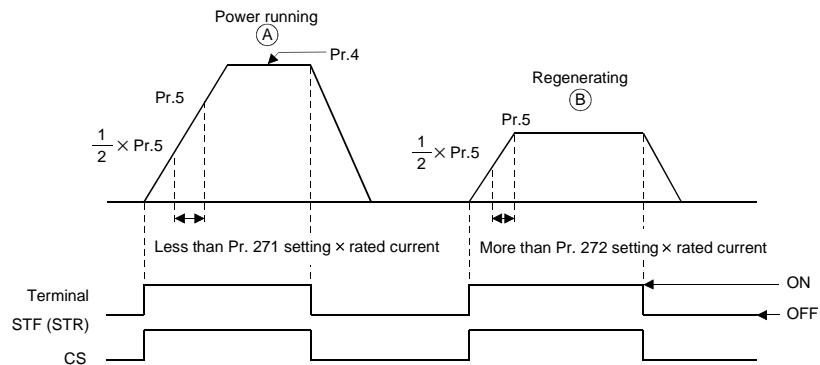 Power running
A
Pr.4
Regenerating
B
Pr.5
Pr.5
1/2 × Pr.5
1/2 × Pr.5
Less than Pr. 271 setting × rated current
More than Pr. 272 setting × rated current
Terminal
STF (STR)
ON
OFF
CS